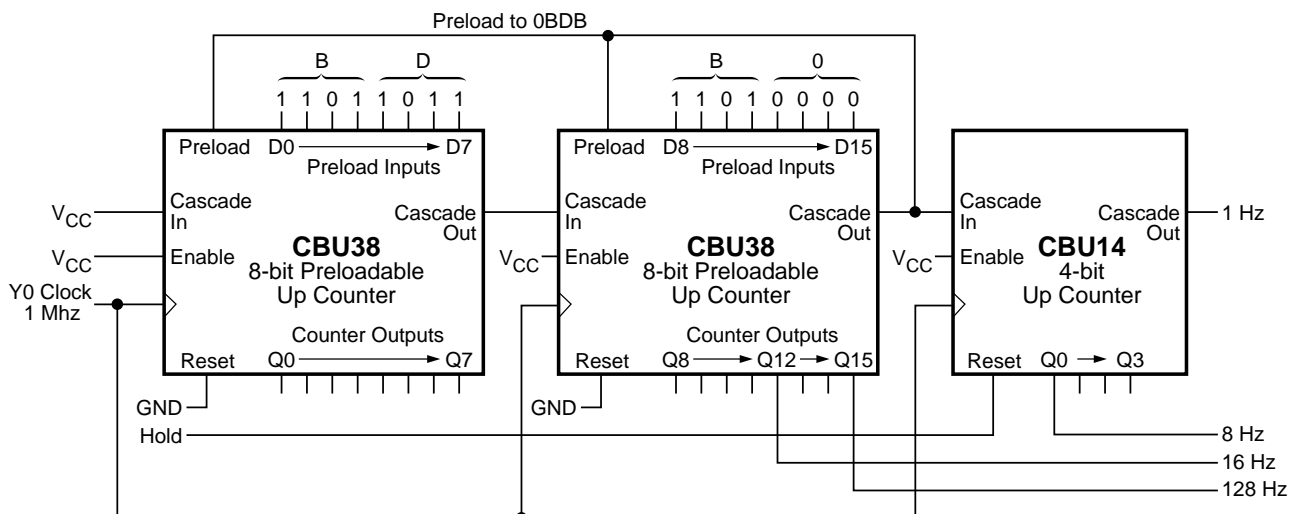 Preload to 0BDB
B D B 0
1 1 0 1 1 0 1 1 1 1 0 1 0 0 0 0
Preload D0 D7 Preload D8 D15
Preload Inputs Preload Inputs
VCC Cascade In Cascade Out Cascade In Cascade Out Cascade In Cascade Out 1 Hz
CBU38 CBU38 CBU14
VCC Enable 8-bit Preloadable VCC Enable 8-bit Preloadable VCC Enable 4-bit
Up Counter Up Counter Up Counter
Y0 Clock
1 Mhz
Counter Outputs Counter Outputs
Reset Q0 Q7 Reset Q8 Q12 Q15 Reset Q0 Q3
GND GND
Hold 8 Hz
16 Hz
128 Hz